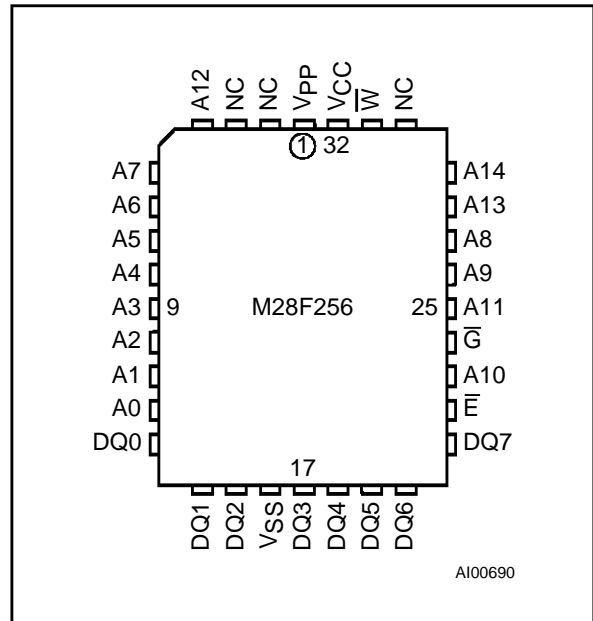 A12 NC NC VPP VCC W̅ NC
1 32
A7 A14
A6 A13
A5 A8
A4 A9
A3 9 M28F256 25 A11
A2 G̅
A1 A10
A0 E̅
DQ0 DQ7
17
DQ1 DQ2 VSS DQ3 DQ4 DQ5 DQ6
AI00690